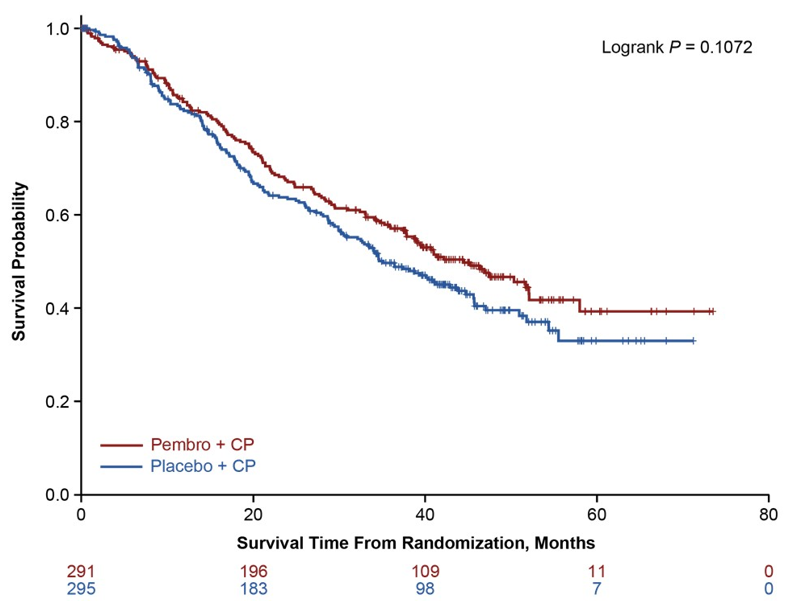 Logrank P = 0.1072
1.0
0.8
0.6
0.4
0.2
0.0
Survival Probability
Pembro + CP
Placebo + CP
0 20 40 60 80
Survival Time From Randomization, Months
291 196 109 11 0
295 183 98 7 0